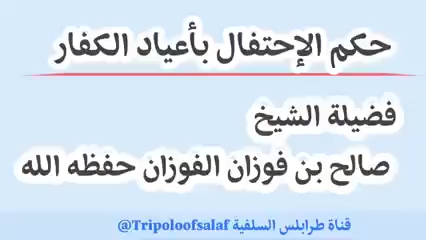 حكم الإحتفال بأعياد الكفار
فضيلة الشيخ
صالح بن فوزان الفوزان حفظه الله
قناة طرابلس السلفية Tripoloofsalaf@